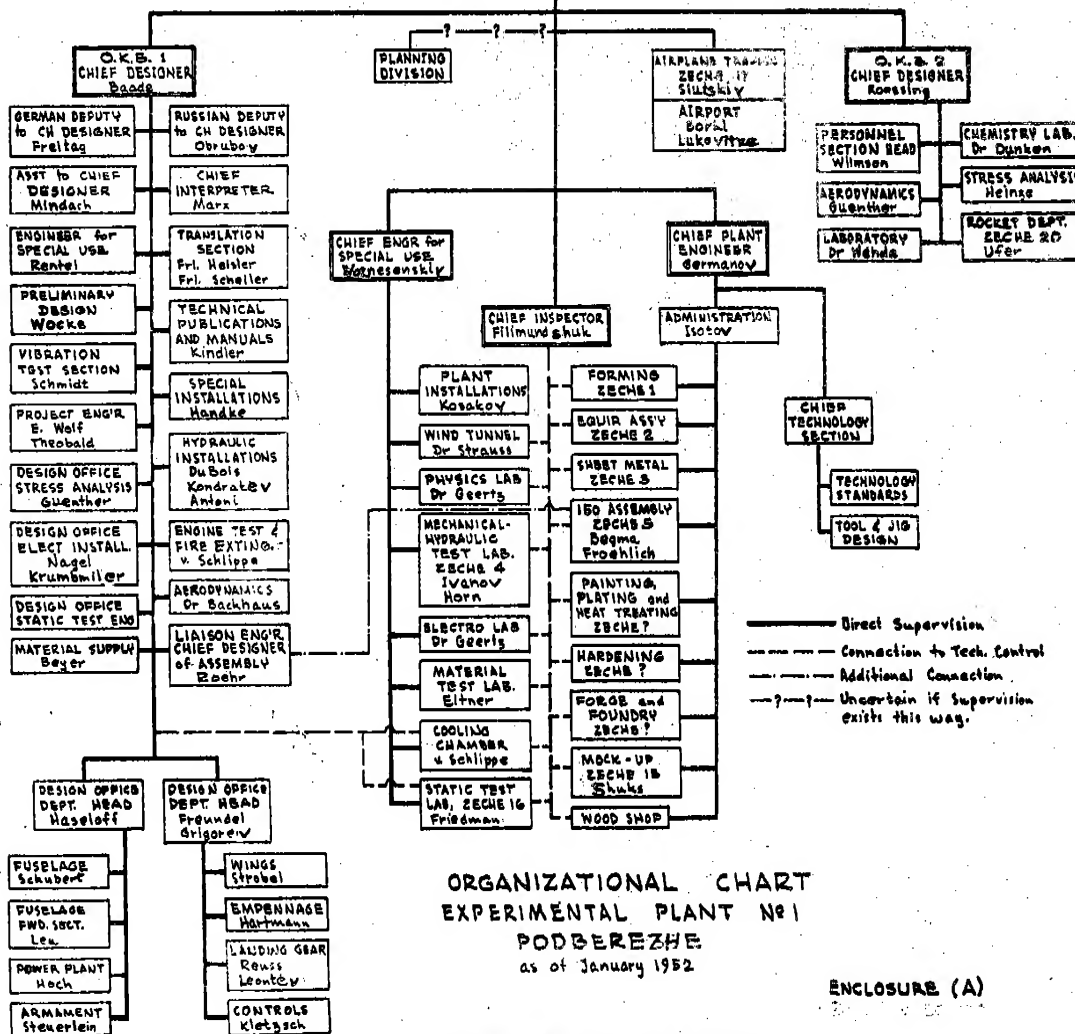 O.K.B. 1
CHIEF DESIGNER
Baade
PLANNING
DIVISION
? ? ?
ZECHE 17
Slutskiy
AIRPORT
Boral
O.K.B. 2
CHIEF DESIGNER
Roessing
GERMAN DEPUTY
to CH DESIGNER
Freitag
RUSSIAN DEPUTY
to CH DESIGNER
Obrubov
ASST to CHIEF
DESIGNER
Mindach
CHIEF
INTERPRETER
Marx
ENGINEER for
SPECIAL USE
Rentel
TRANSLATION
SECTION
Frl. Heisler
Frl. Scheller
PRELIMINARY
DESIGN
Wocke
TECHNICAL
PUBLICATIONS
AND MANUALS
Kindler
VIBRATION
TEST SECTION
Schmidt
SPECIAL
INSTALLATIONS
Handke
PROJECT ENG'R
E. Wolf
Theobald
HYDRAULIC
INSTALLATIONS
DuBois
Kondratev
Antoni
DESIGN OFFICE
STRESS ANALYSIS
Guenther
DESIGN OFFICE
ELECT INSTALL.
Nagel
Krumbmiler
ENGINE TEST &
FIRE EXTING.
v. Schlippe
DESIGN OFFICE
STATIC TEST ENG
AERODYNAMICS
Dr Backhaus
MATERIAL SUPPLY
Beyer
LIAISON ENG'R
CHIEF DESIGNER
of ASSEMBLY
Roehr
PERSONNEL
SECTION HEAD
Wilmson
CHEMISTRY LAB.
Dr Dunken
AERODYNAMICS
Guenther
STRESS ANALYSIS
Heinze
LABORATORY
Dr Wehda
ROCKET DEPT.
ZECHE 20
Ufer
CHIEF ENGR for
SPECIAL USE
Voznesenskiy
CHIEF PLANT
ENGINEER
Germanov
CHIEF INSPECTOR
Filimundshuk
ADMINISTRATION
Isotov
PLANT
INSTALLATIONS
Kosakov
WIND TUNNEL
Dr Strauss
PHYSICS LAB
Dr Geertz
MECHANICAL-
HYDRAULIC
TEST LAB.
ZECHE 4
Ivanov
Horn
ELECTRO LAB
Dr Geertz
MATERIAL
TEST LAB.
Eitner
COOLING
CHAMBER
v Schlippe
STATIC TEST
LAB, ZECHE 16
Friedman
FORMING
ZECHE 1
EQUIP. ASS'Y
ZECHE 2
SHEET METAL
ZECHE 3
150 ASSEMBLY
ZECHE 5
Begma
Froehlich
PAINTING,
PLATING and
HEAT TREATING
ZECHE?
HARDENING
ZECHE ?
FORGE and
FOUNDRY
ZECHE?
MOCK-UP
ZECHE 15
Shuks
WOOD SHOP
CHIEF
TECHNOLOGY
SECTION
TECHNOLOGY
STANDARDS
TOOL & JIG
DESIGN
Direct Supervision
Connection to Tech. Control
Additional Connection
?—?— Uncertain if Supervision
exists this way.
DESIGN OFFICE
DEPT. HEAD
Haseloff
DESIGN OFFICE
DEPT. HEAD
Freundel
Grigorev
FUSELAGE
Schubert
FUSELAGE
FWD. SECT.
Leu
POWER PLANT
Hoch
ARMAMENT
Steuerlein
WINGS
Strobel
EMPENNAGE
Hartmann
LANDING GEAR
Reuss
Leontev
CONTROLS
Kletzsch
ORGANIZATIONAL CHART
EXPERIMENTAL PLANT No 1
PODBEREZHE
as of January 1952
ENCLOSURE (A)